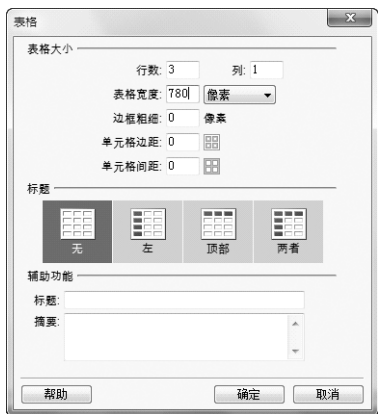 表格
表格大小
行数: 3 列: 1
表格宽度: 780 像素
边框粗细: 0 像素
单元格边距: 0
单元格间距: 0
标题
无 左 顶部 两者
辅助功能
标题:
摘要:
帮助 确定 取消